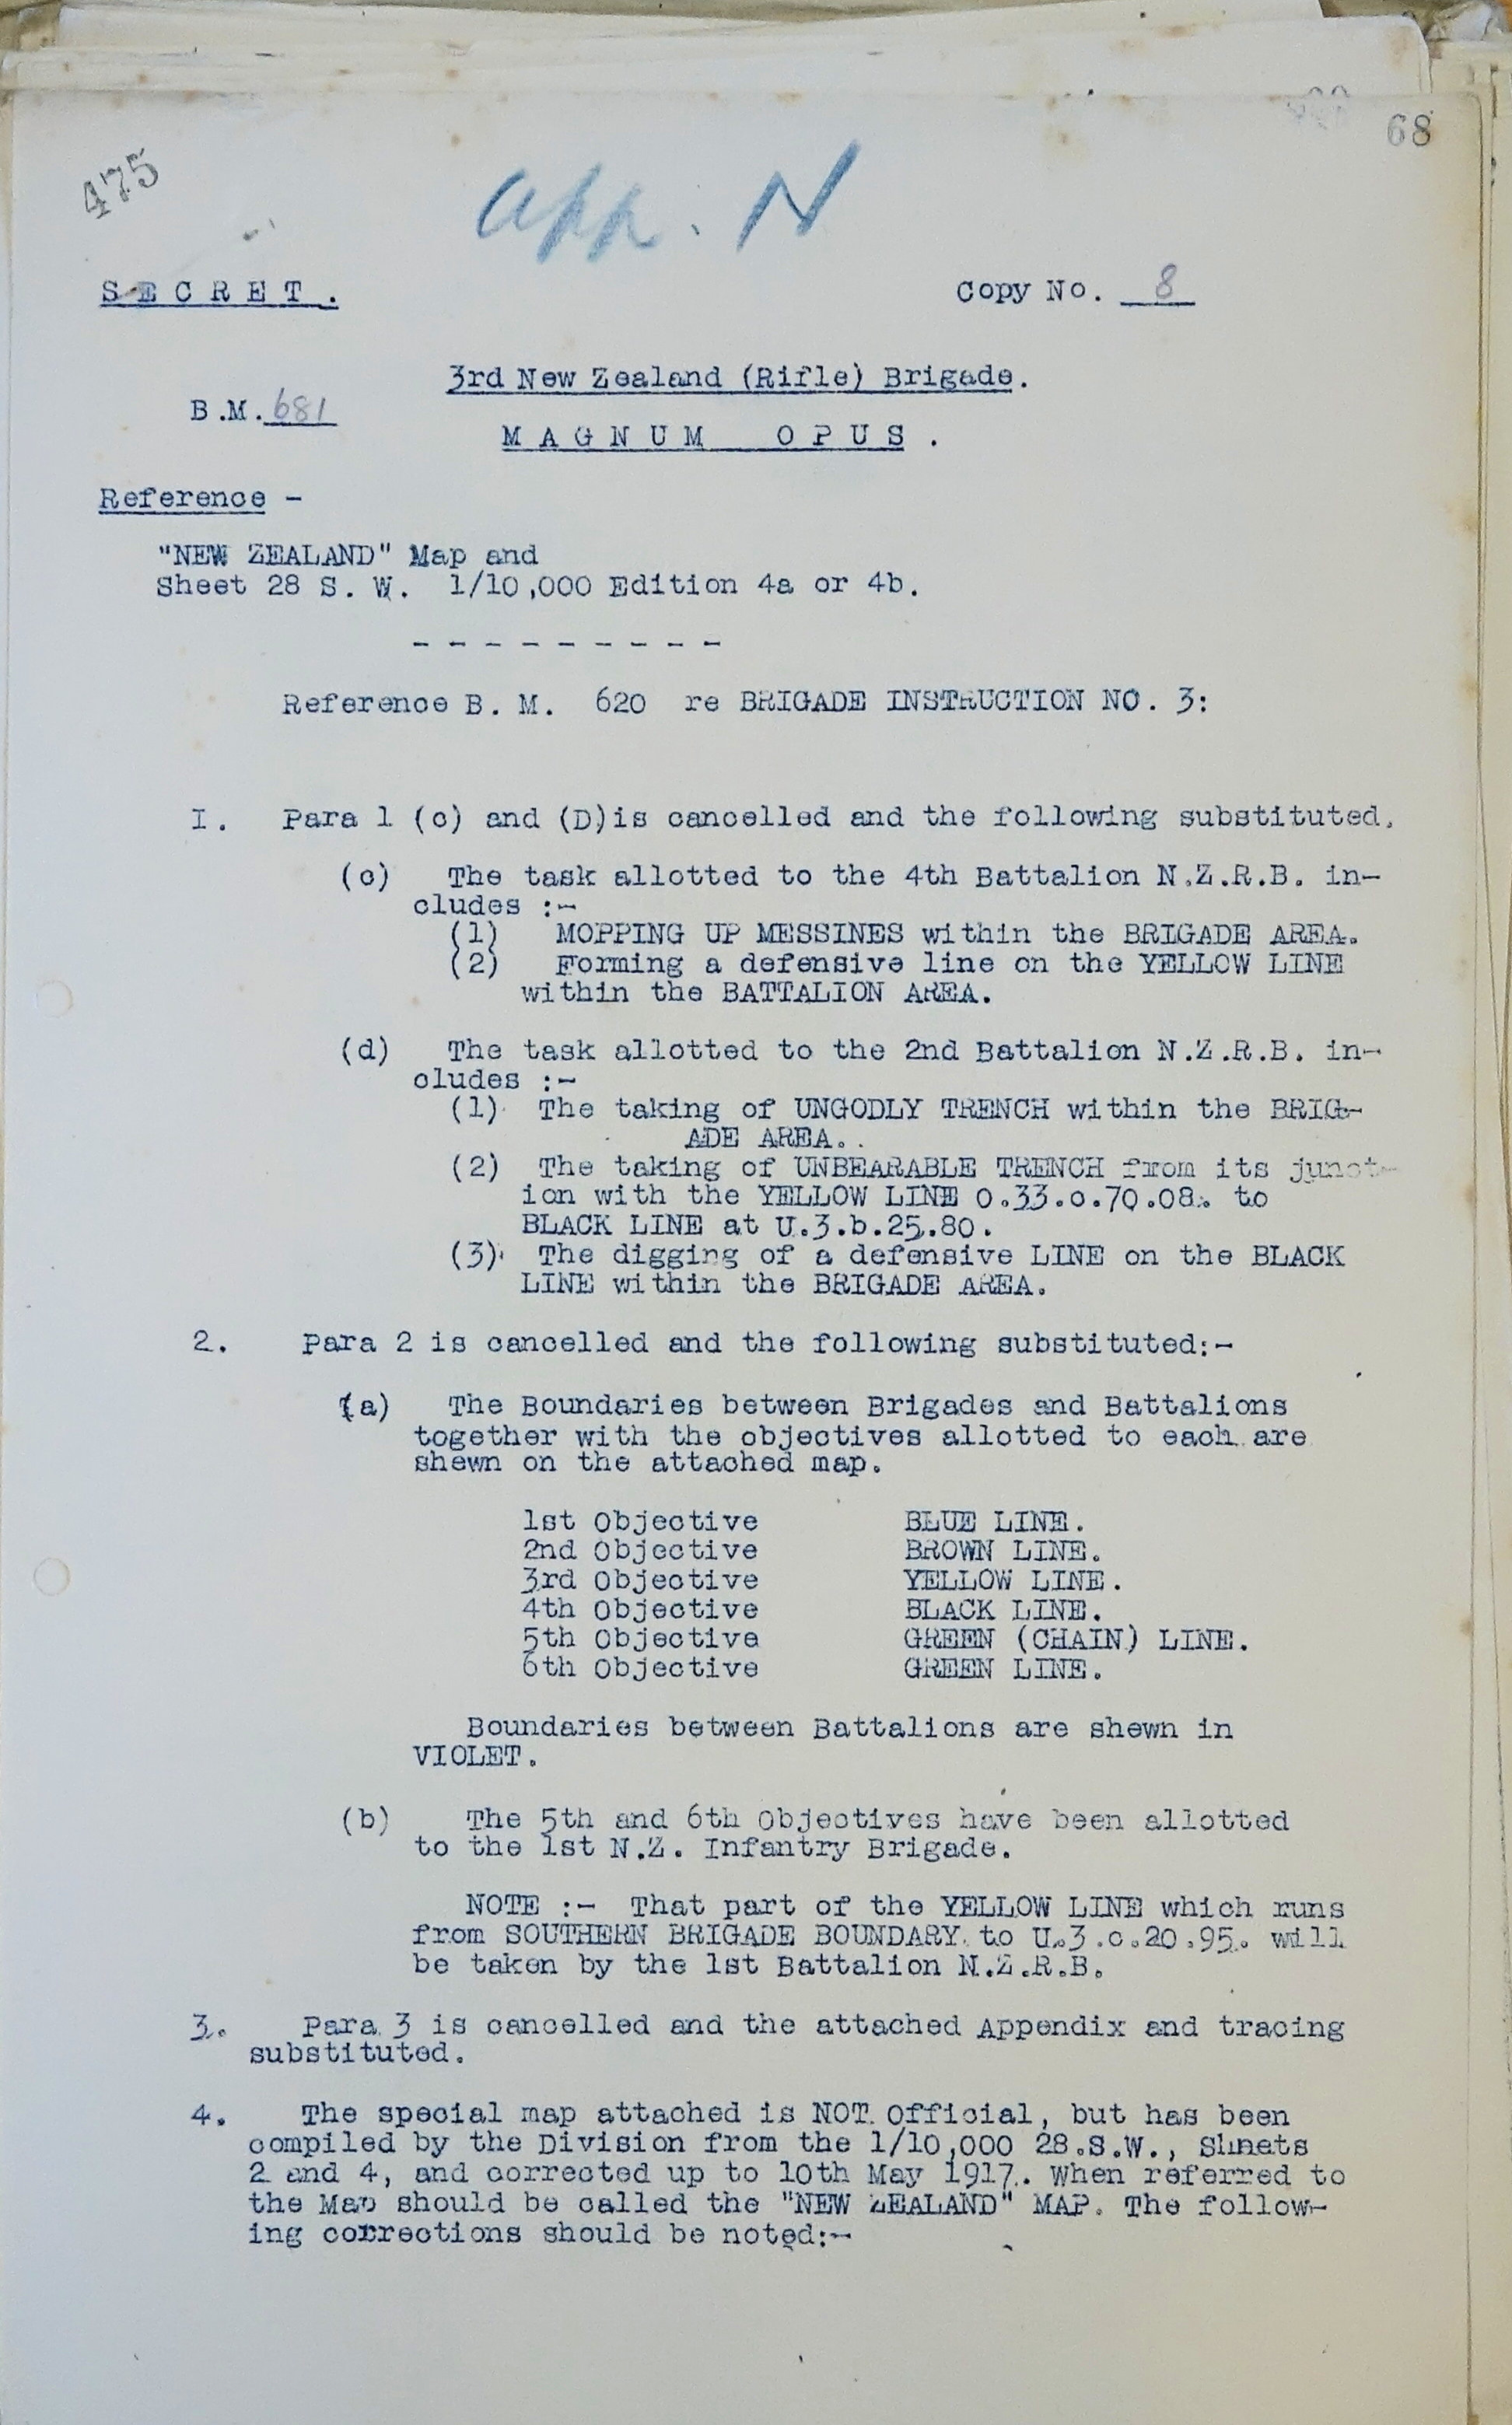 68
475
App. N
SECRET.
Copy No. 8
3rd New Zealand (Rifle) Brigade.
B.M. 681
MAGNUM OPUS.
Reference -
"NEW ZEALAND" Map and
Sheet 28 S. W. 1/10,000 Edition 4a or 4b.
- - - - - - - - -
Reference B. M. 620 re BRIGADE INSTRUCTION NO. 3:
I. Para 1 (c) and (D)is cancelled and the following substituted.
(c) The task allotted to the 4th Battalion N.Z.R.B. in-
cludes :-
(1) MOPPING UP MESSINES within the BRIGADE AREA.
(2) Forming a defensive line on the YELLOW LINE
within the BATTALION AREA.
(d) The task allotted to the 2nd Battalion N.Z.R.B. in-
cludes :-
(1) The taking of UNGODLY TRENCH within the BRIG-
ADE AREA.
(2) The taking of UNBEARABLE TRENCH from its junct-
ion with the YELLOW LINE O.33.c.70.08. to
BLACK LINE at U.3.b.25.80.
(3) The digging of a defensive LINE on the BLACK
LINE within the BRIGADE AREA.
2. Para 2 is cancelled and the following substituted:-
(a) The Boundaries between Brigades and Battalions
together with the objectives allotted to each are
shewn on the attached map.
1st Objective BLUE LINE.
2nd Objective BROWN LINE.
3rd Objective YELLOW LINE.
4th Objective BLACK LINE.
5th Objective GREEN (CHAIN) LINE.
6th Objective GREEN LINE.
Boundaries between Battalions are shewn in
VIOLET.
(b) The 5th and 6th Objectives have been allotted
to the 1st N.Z. Infantry Brigade.
NOTE :- That part of the YELLOW LINE which runs
from SOUTHERN BRIGADE BOUNDARY to U.3.c.20.95. will
be taken by the 1st Battalion N.Z.R.B.
3. Para 3 is cancelled and the attached Appendix and tracing
substituted.
4. The special map attached is NOT Official, but has been
compiled by the Division from the 1/10,000 28.S.W., Sheets
2 and 4, and corrected up to 10th May 1917. When referred to
the Map should be called the "NEW ZEALAND" MAP. The follow-
ing corrections should be noted:-